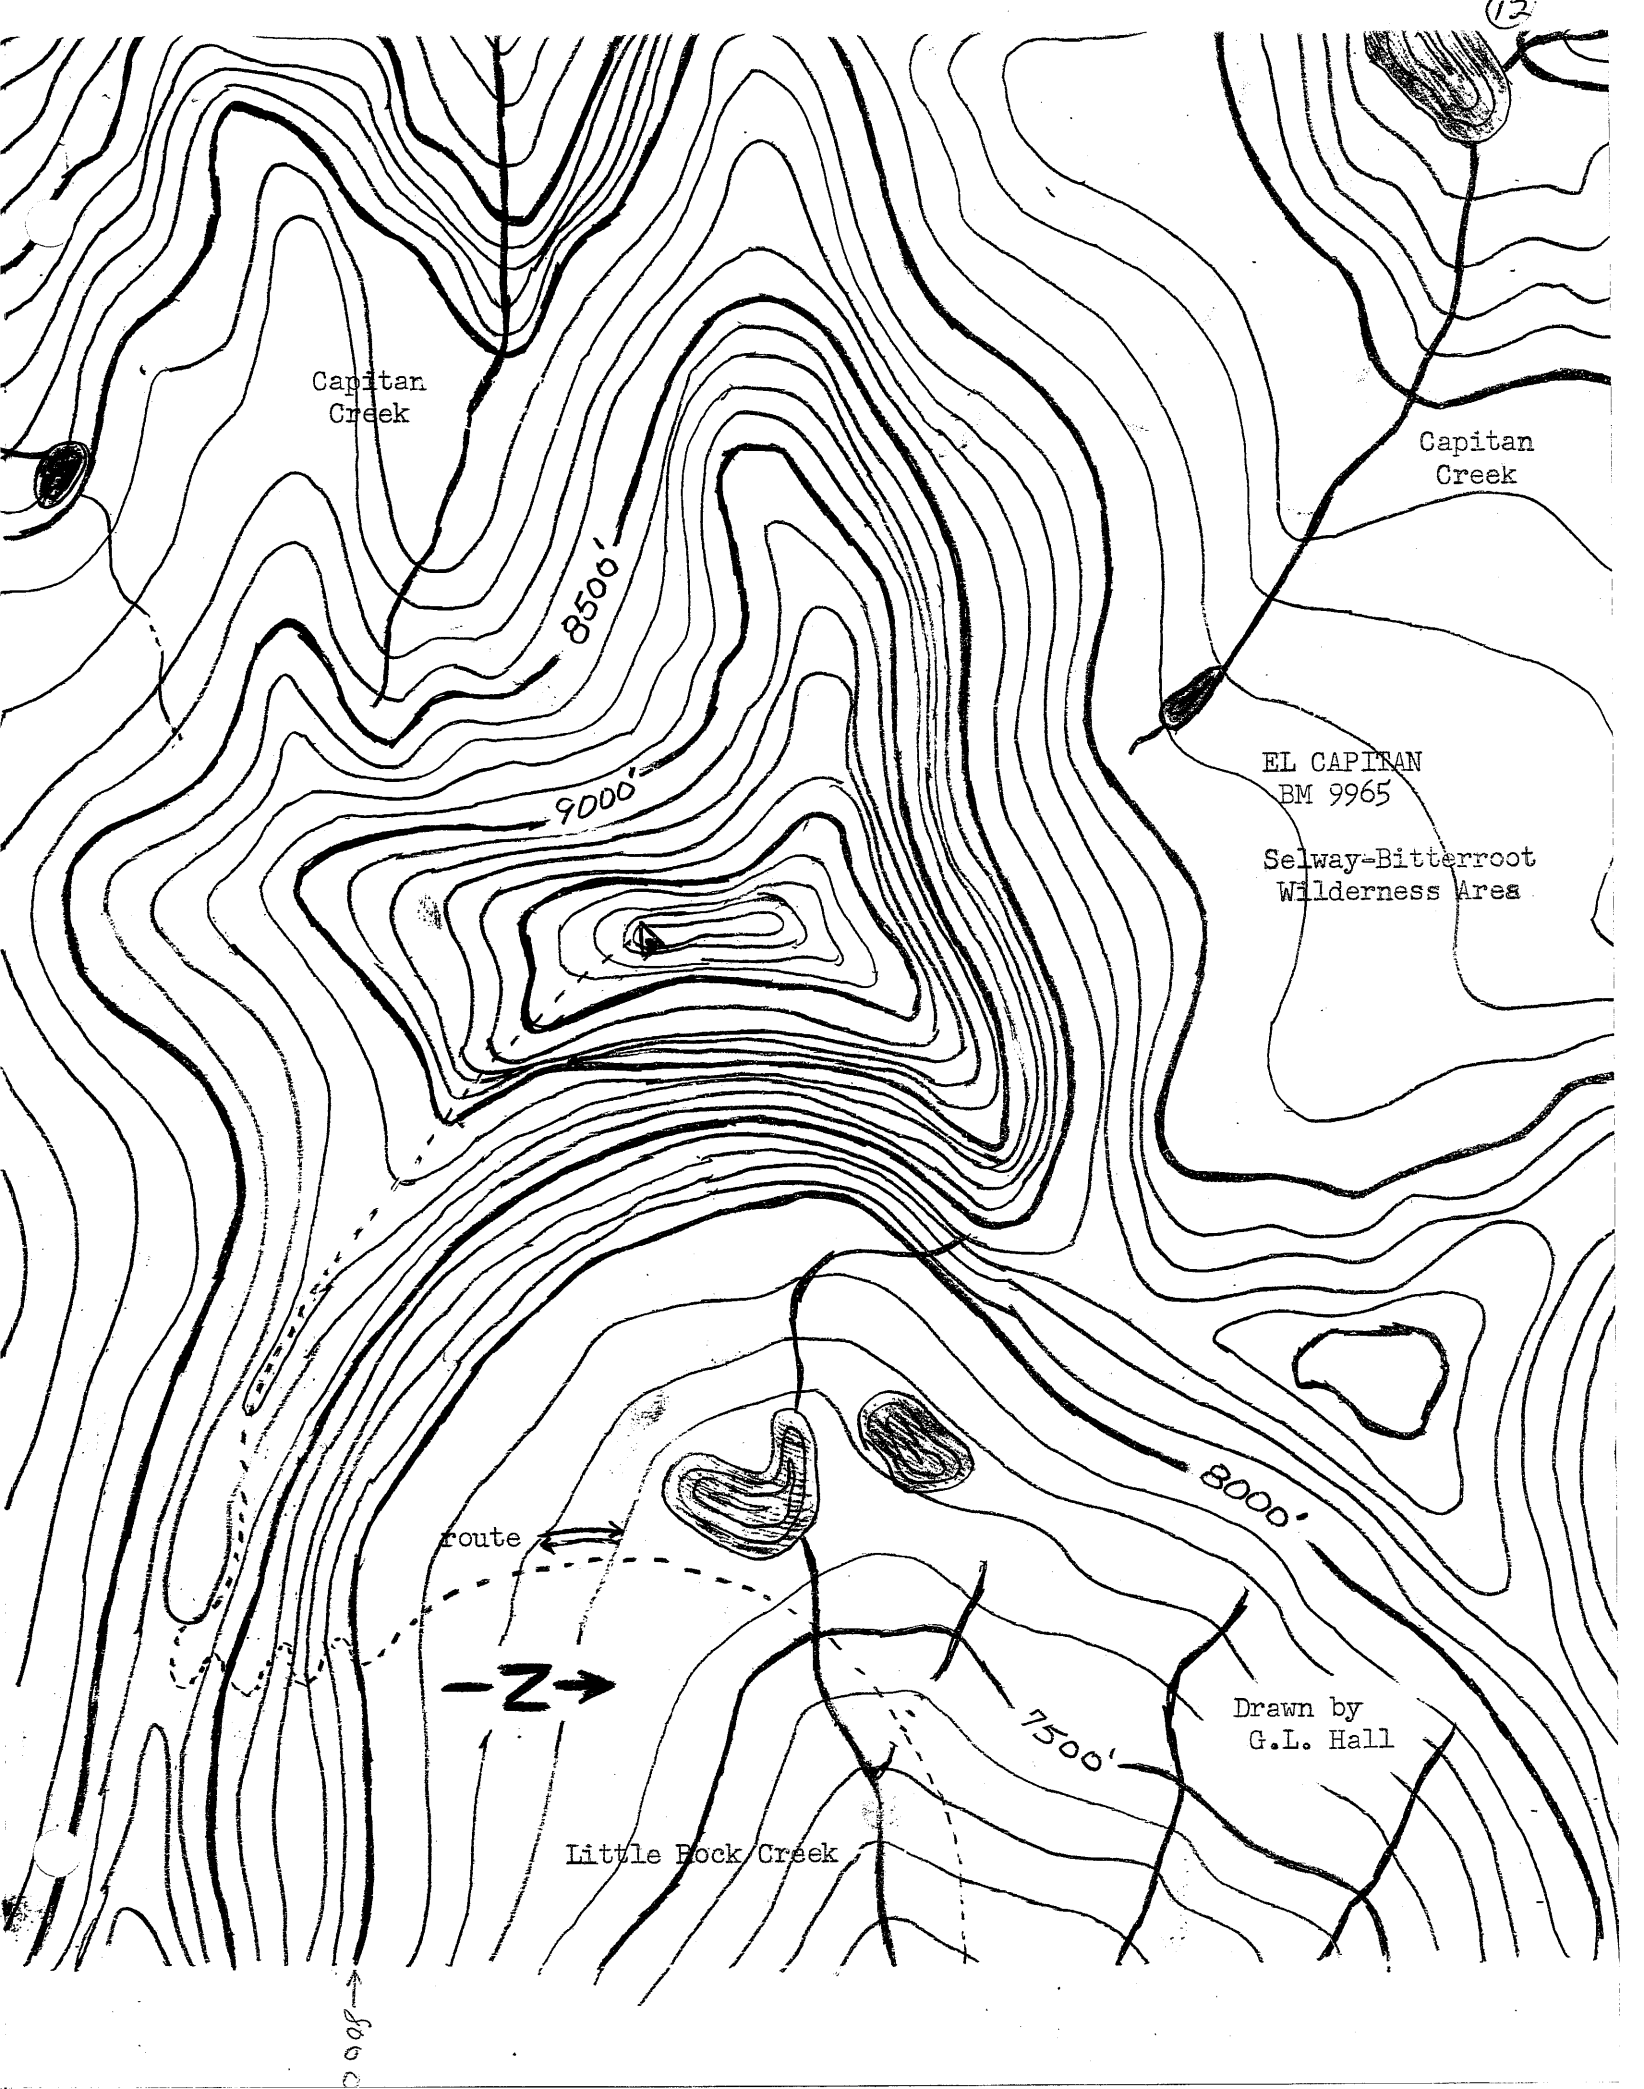 12
Capitan
Creek
Capitan
Creek
8500'
EL CAPITAN
BM 9965
9000'
Selway-Bitterroot
Wilderness Area
8000'
route
-Z→
Drawn by
G.L. Hall
7500'
Little Rock Creek